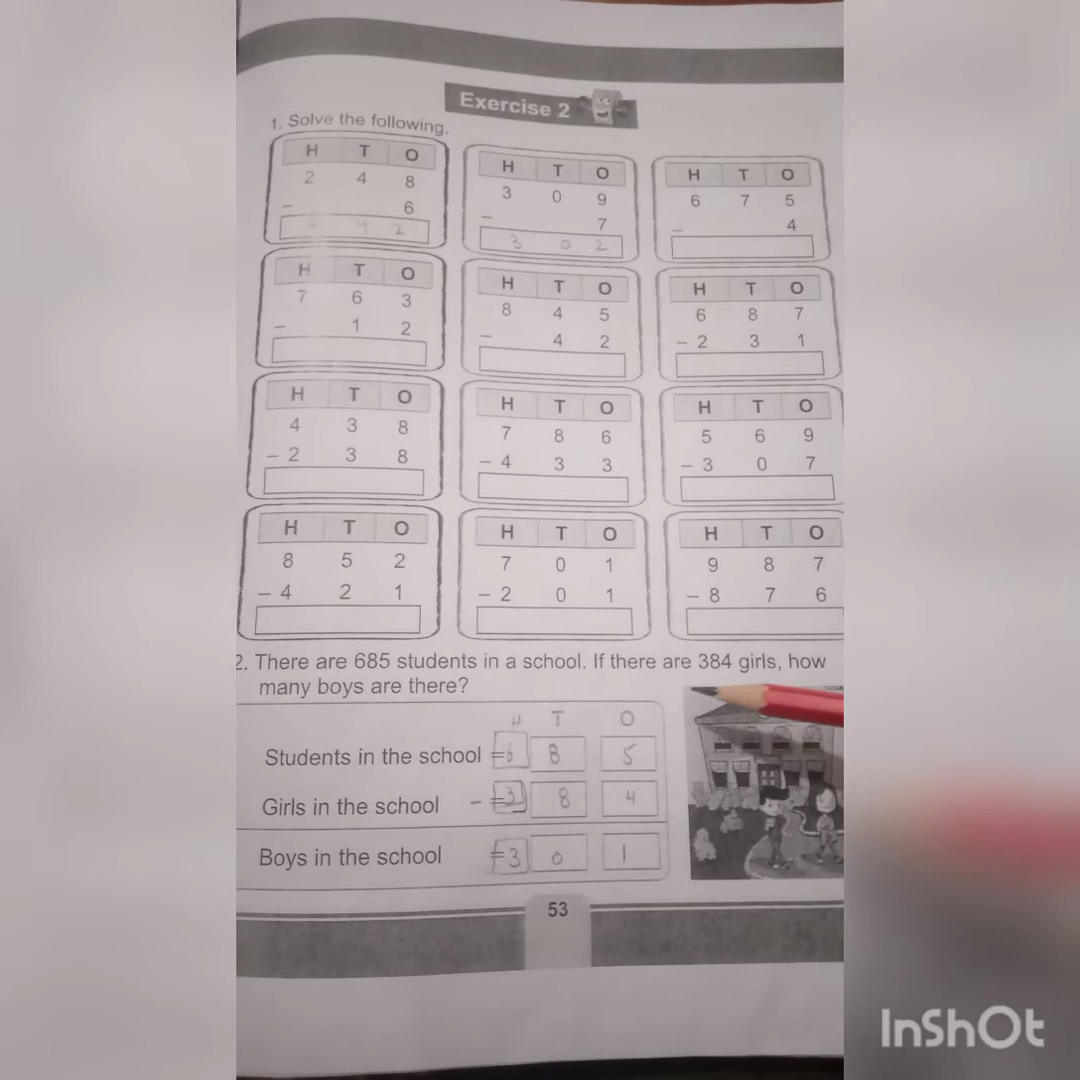 Exercise 2
1. Solve the following.
H T O
2 4 8
- 6
4 2
H T O
3 0 9
- 7
3 0 2
H T O
6 7 5
- 4
H T O
7 6 3
- 1 2
H T O
8 4 5
- 4 2
H T O
6 8 7
- 2 3 1
H T O
4 3 8
- 2 3 8
H T O
7 8 6
- 4 3 3
H T O
5 6 9
- 3 0 7
H T O
8 5 2
- 4 2 1
H T O
7 0 1
- 2 0 1
H T O
9 8 7
- 8 7 6
2. There are 685 students in a school. If there are 384 girls, how
many boys are there?
H T O
Students in the school = 6 8 5
Girls in the school - = 3 8 4
Boys in the school = 3 0 1
53
InShOt